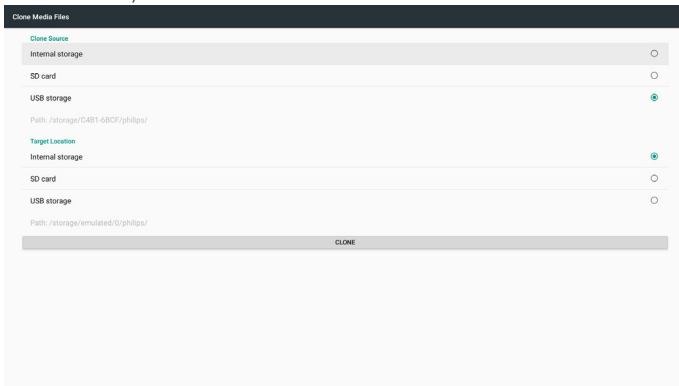 Clone Media Files
Clone Source
Internal storage
SD card
USB storage
Path: /storage/C4B1-6BCF/philips/
Target Location
Internal storage
SD card
USB storage
Path: /storage/emulated/0/philips/
CLONE